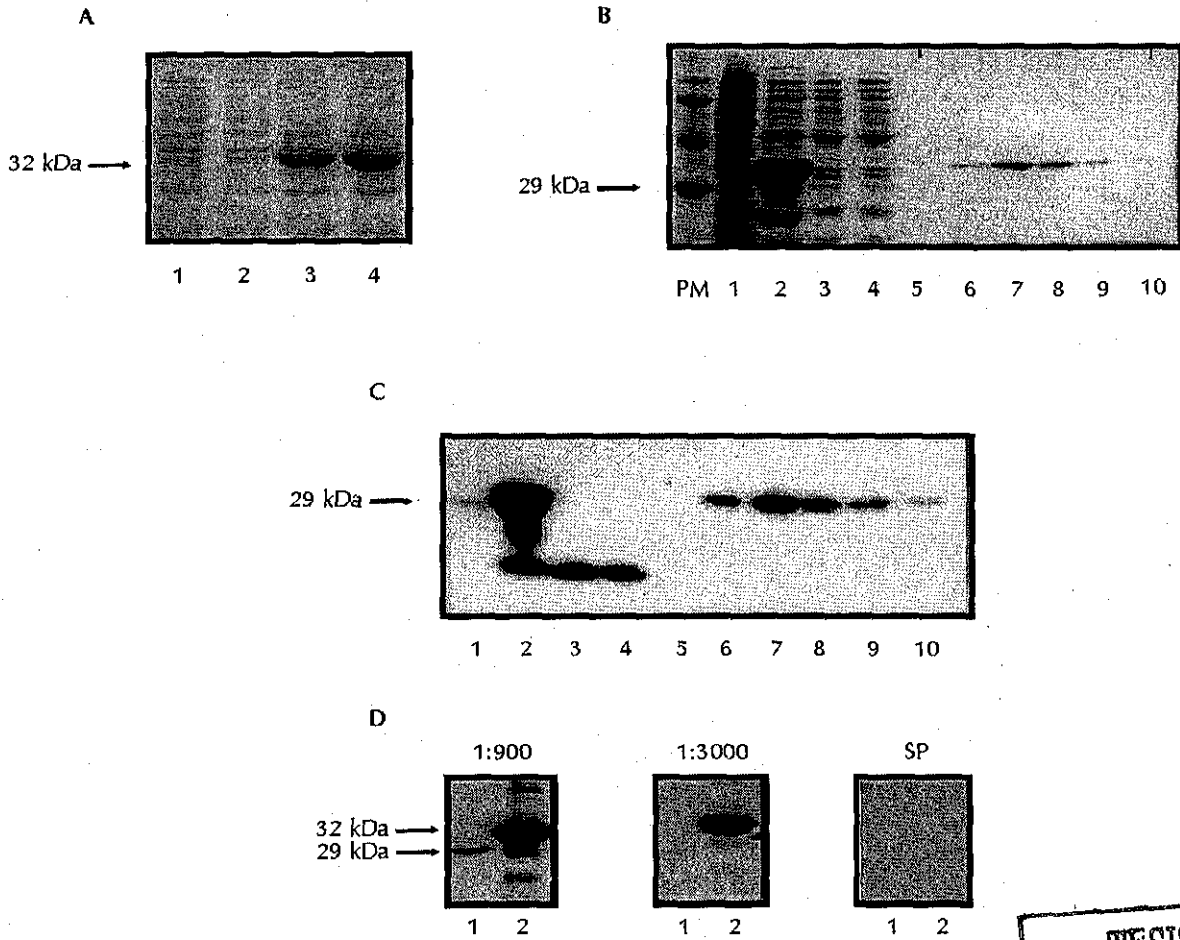 A
32 kDa
1 2 3 4
B
29 kDa
PM 1 2 3 4 5 6 7 8 9 10
C
29 kDa
1 2 3 4 5 6 7 8 9 10
D
1:900 1:3000 SP
32 kDa
29 kDa
1 2 1 2 1 2